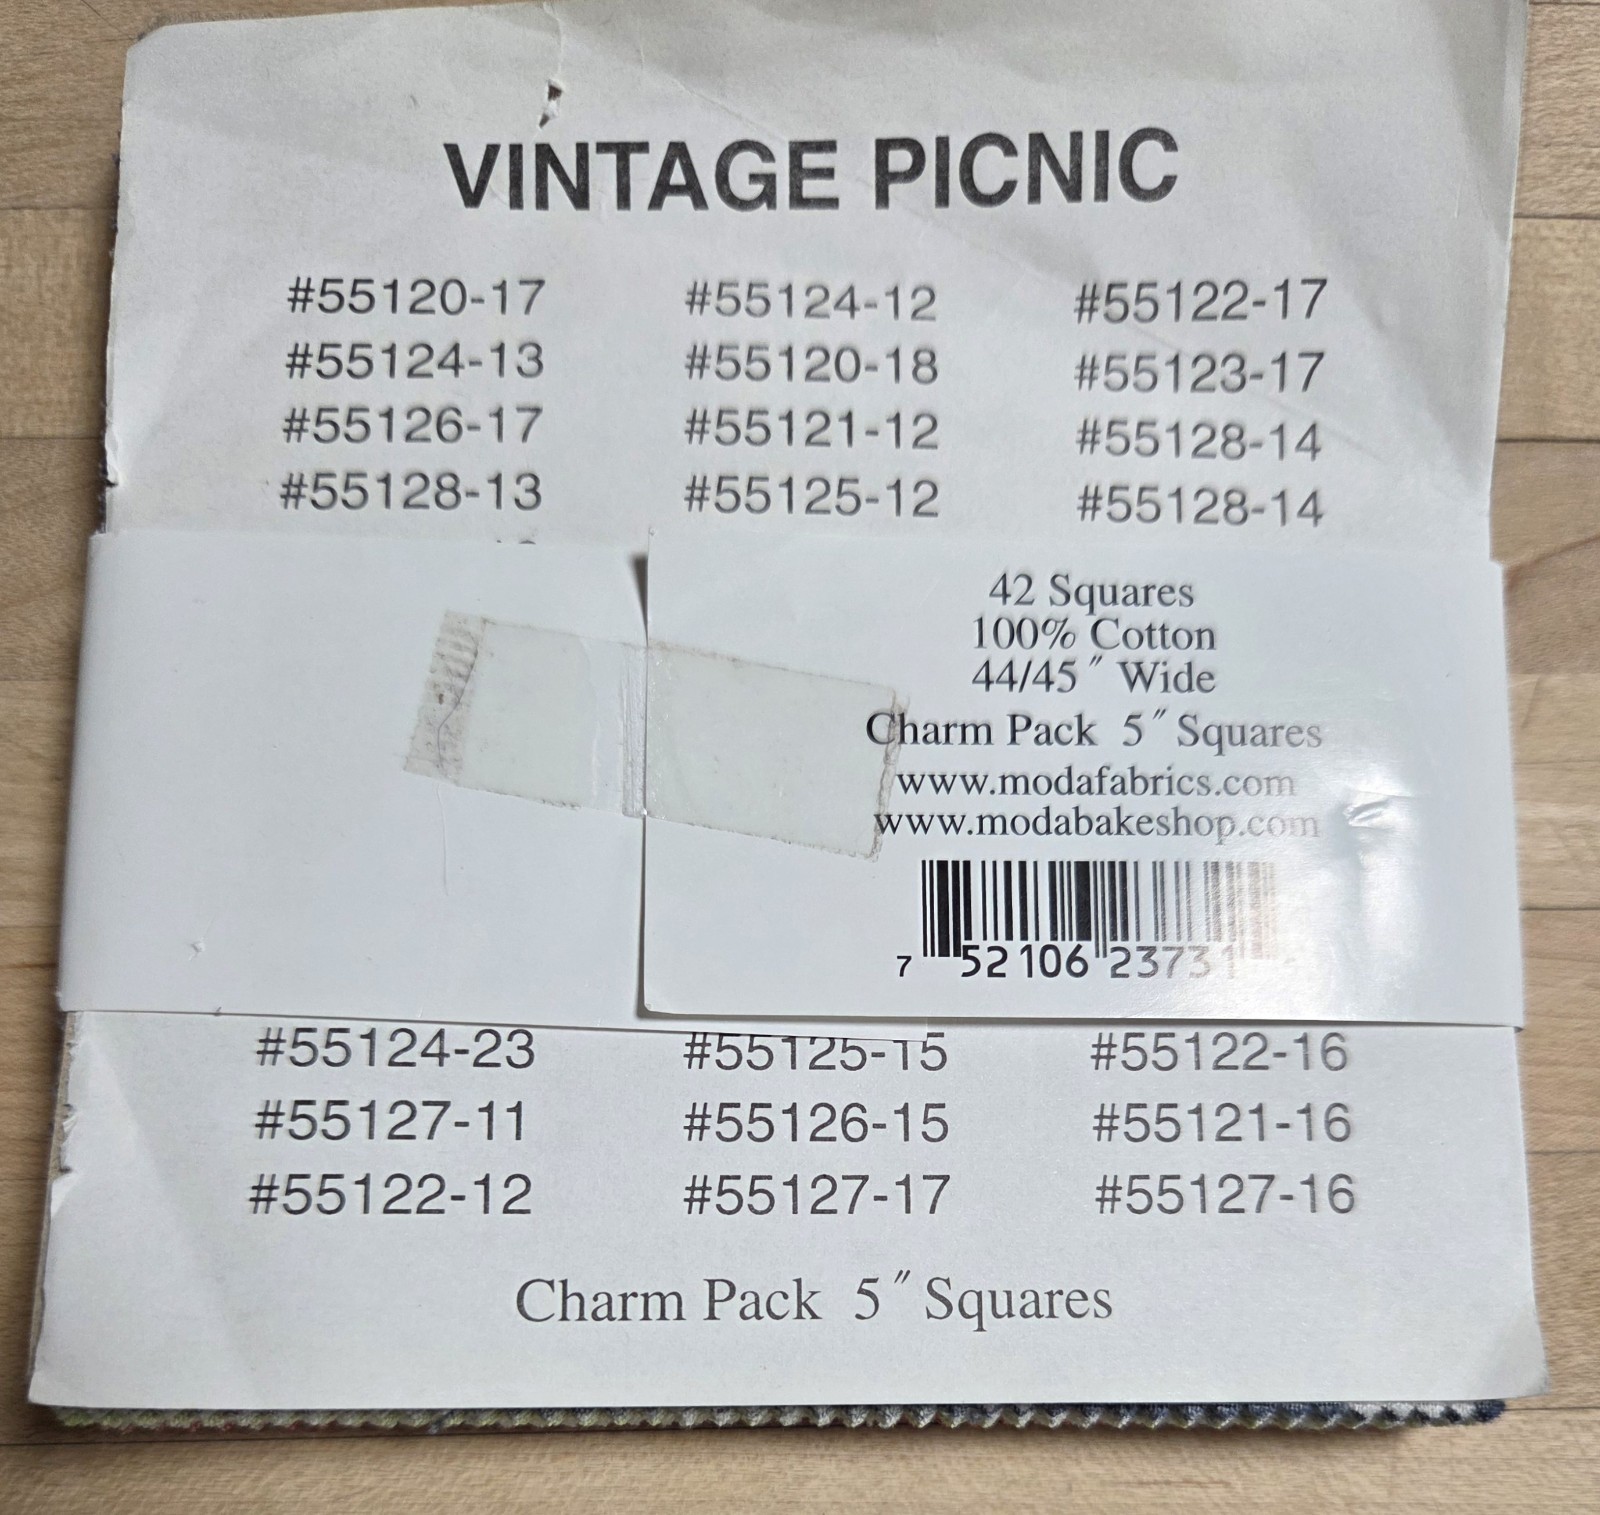 VINTAGE PICNIC
#55120-17 #55124-12 #55122-17
#55124-13 #55120-18 #55123-17
#55126-17 #55121-12 #55128-14
#55128-13 #55125-12 #55128-14
42 Squares
100% Cotton
44/45" Wide
Charm Pack 5" Squares
www.modafabrics.com
www.modabakeshop.com
7 52106 23731
#55124-23 #55125-15 #55122-16
#55127-11 #55126-15 #55121-16
#55122-12 #55127-17 #55127-16
Charm Pack 5" Squares